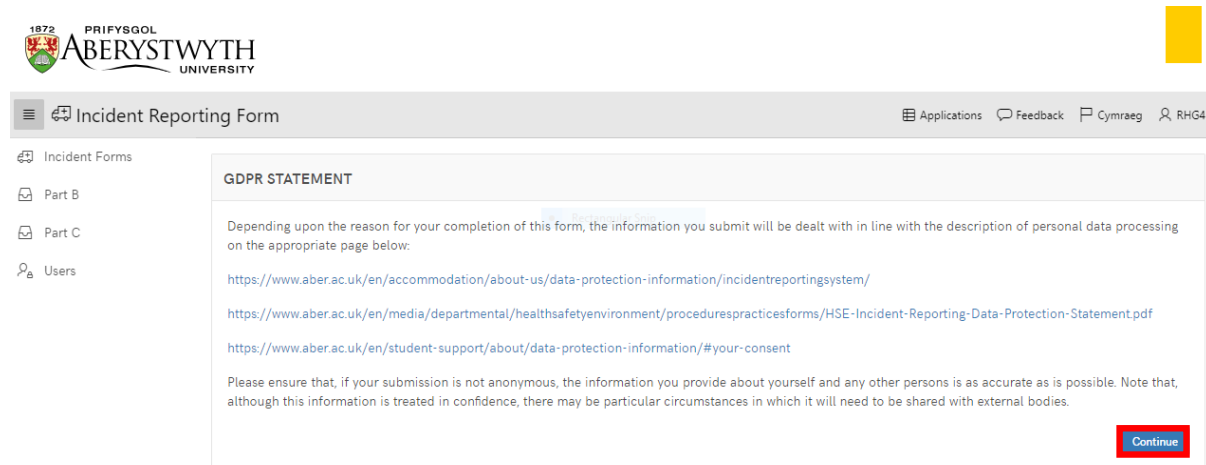 1872
PRIFYSGOL
ABERYSTWYTH
UNIVERSITY
Incident Reporting Form
Applications Feedback Cymraeg RHG4
Incident Forms
Part B
Part C
Users
GDPR STATEMENT
Rectangular Snip
Depending upon the reason for your completion of this form, the information you submit will be dealt with in line with the description of personal data processing
on the appropriate page below:
https://www.aber.ac.uk/en/accommodation/about-us/data-protection-information/incidentreportingsystem/
https://www.aber.ac.uk/en/media/departmental/healthsafetyenvironment/procedurespracticesforms/HSE-Incident-Reporting-Data-Protection-Statement.pdf
https://www.aber.ac.uk/en/student-support/about/data-protection-information/#your-consent
Please ensure that, if your submission is not anonymous, the information you provide about yourself and any other persons is as accurate as is possible. Note that,
although this information is treated in confidence, there may be particular circumstances in which it will need to be shared with external bodies.
Continue